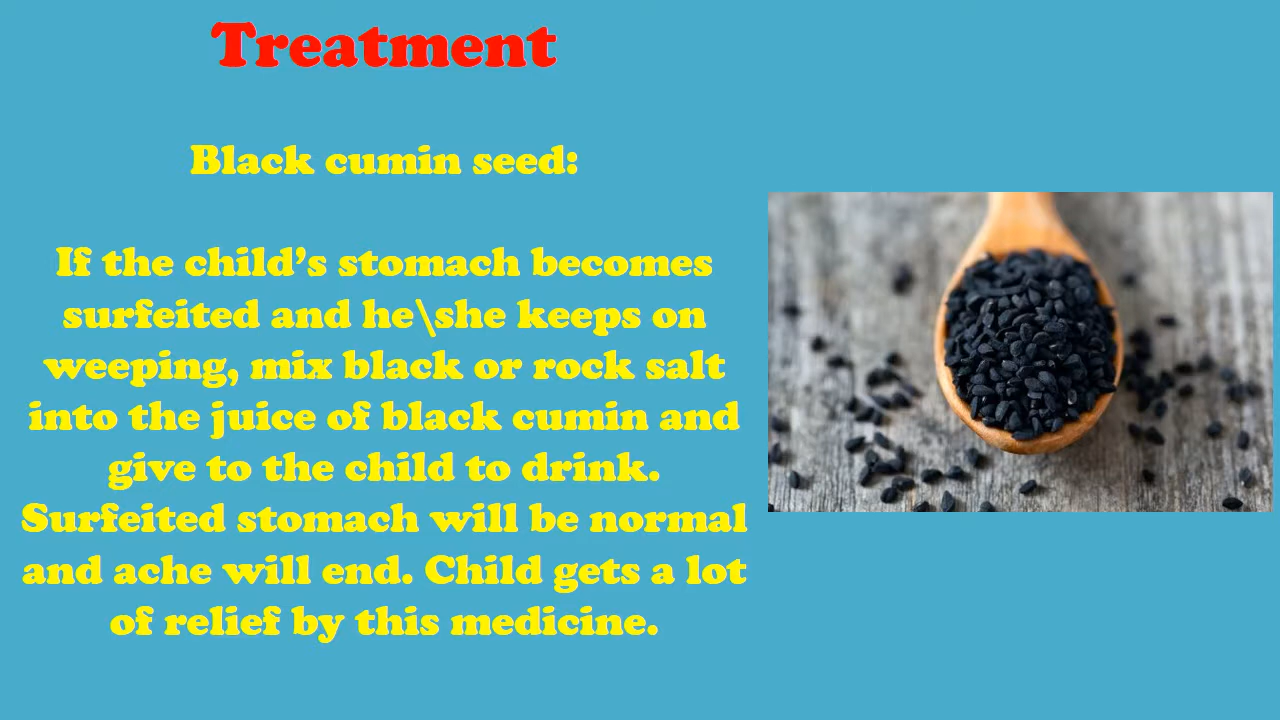 Treatment
Black cumin seed:
If the child’s stomach becomes
surfeited and he\she keeps on
weeping, mix black or rock salt
into the juice of black cumin and
give to the child to drink.
Surfeited stomach will be normal
and ache will end. Child gets a lot
of relief by this medicine.